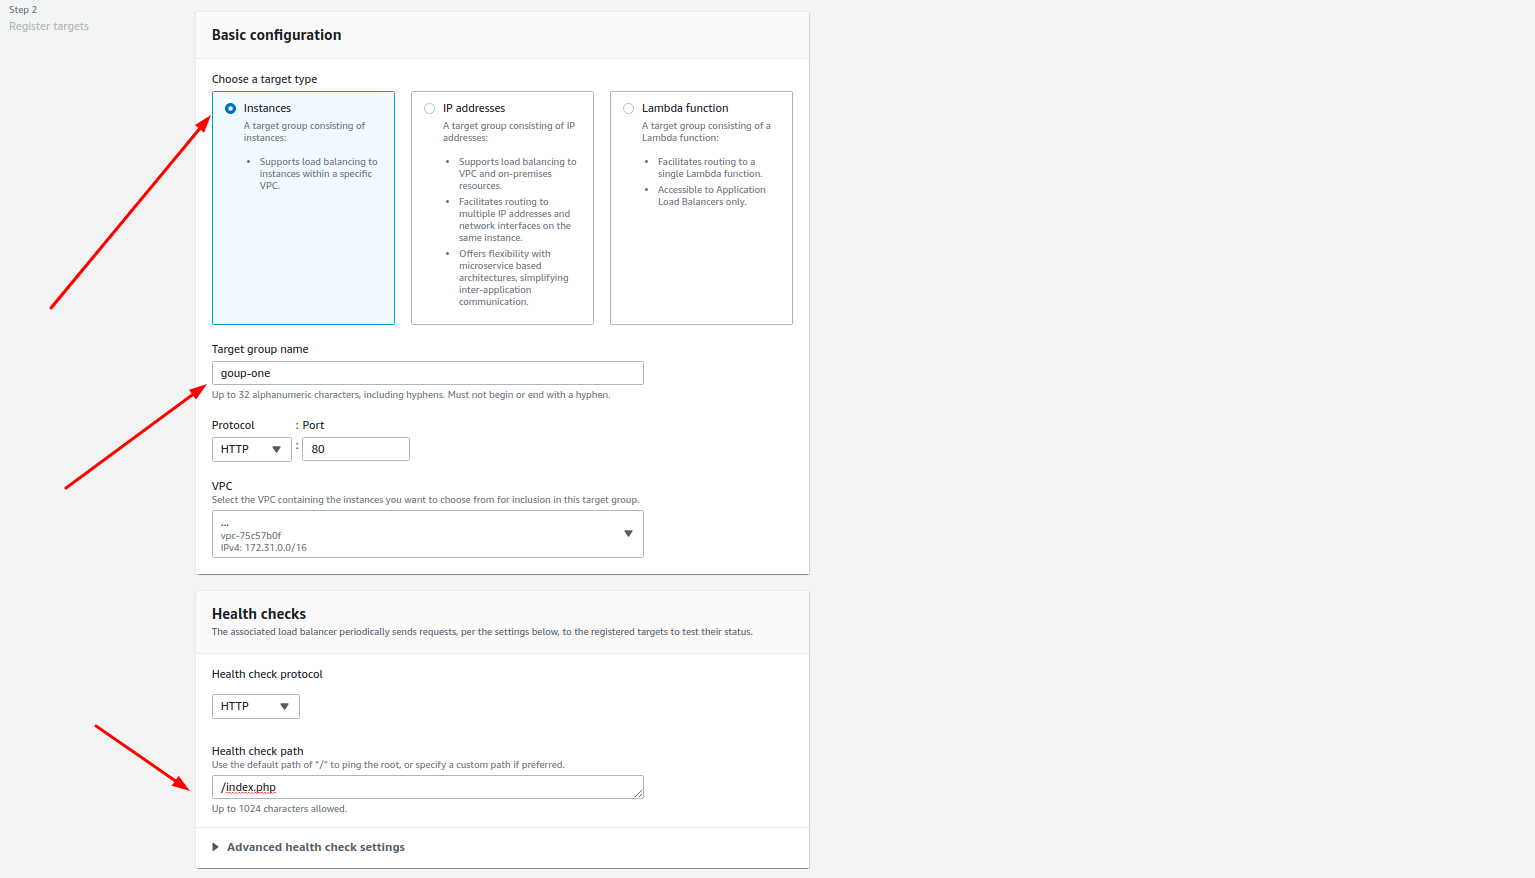 Step 2
Register targets
Basic configuration
Choose a target type
Instances
A target group consisting of
instances:
• Supports load balancing to
instances within a specific
VPC.
IP addresses
A target group consisting of IP
addresses:
• Supports load balancing to
VPC and on-premises
resources.
• Facilitates routing to
multiple IP addresses and
network interfaces on the
same instance.
• Offers flexibility with
microservice based
architectures, simplifying
inter-application
communication.
Lambda function
A target group consisting of a
Lambda function:
• Facilitates routing to a
single Lambda function.
• Accessible to Application
Load Balancers only.
Target group name
goup-one
Up to 32 alphanumeric characters, including hyphens. Must not begin or end with a hyphen.
Protocol : Port
HTTP : 80
VPC
Select the VPC containing the instances you want to choose from for inclusion in this target group.
...
vpc-75c57b0f
IPv4: 172.31.0.0/16
Health checks
The associated load balancer periodically sends requests, per the settings below, to the registered targets to test their status.
Health check protocol
HTTP
Health check path
Use the default path of "/" to ping the root, or specify a custom path if preferred.
/index.php
Up to 1024 characters allowed.
Advanced health check settings